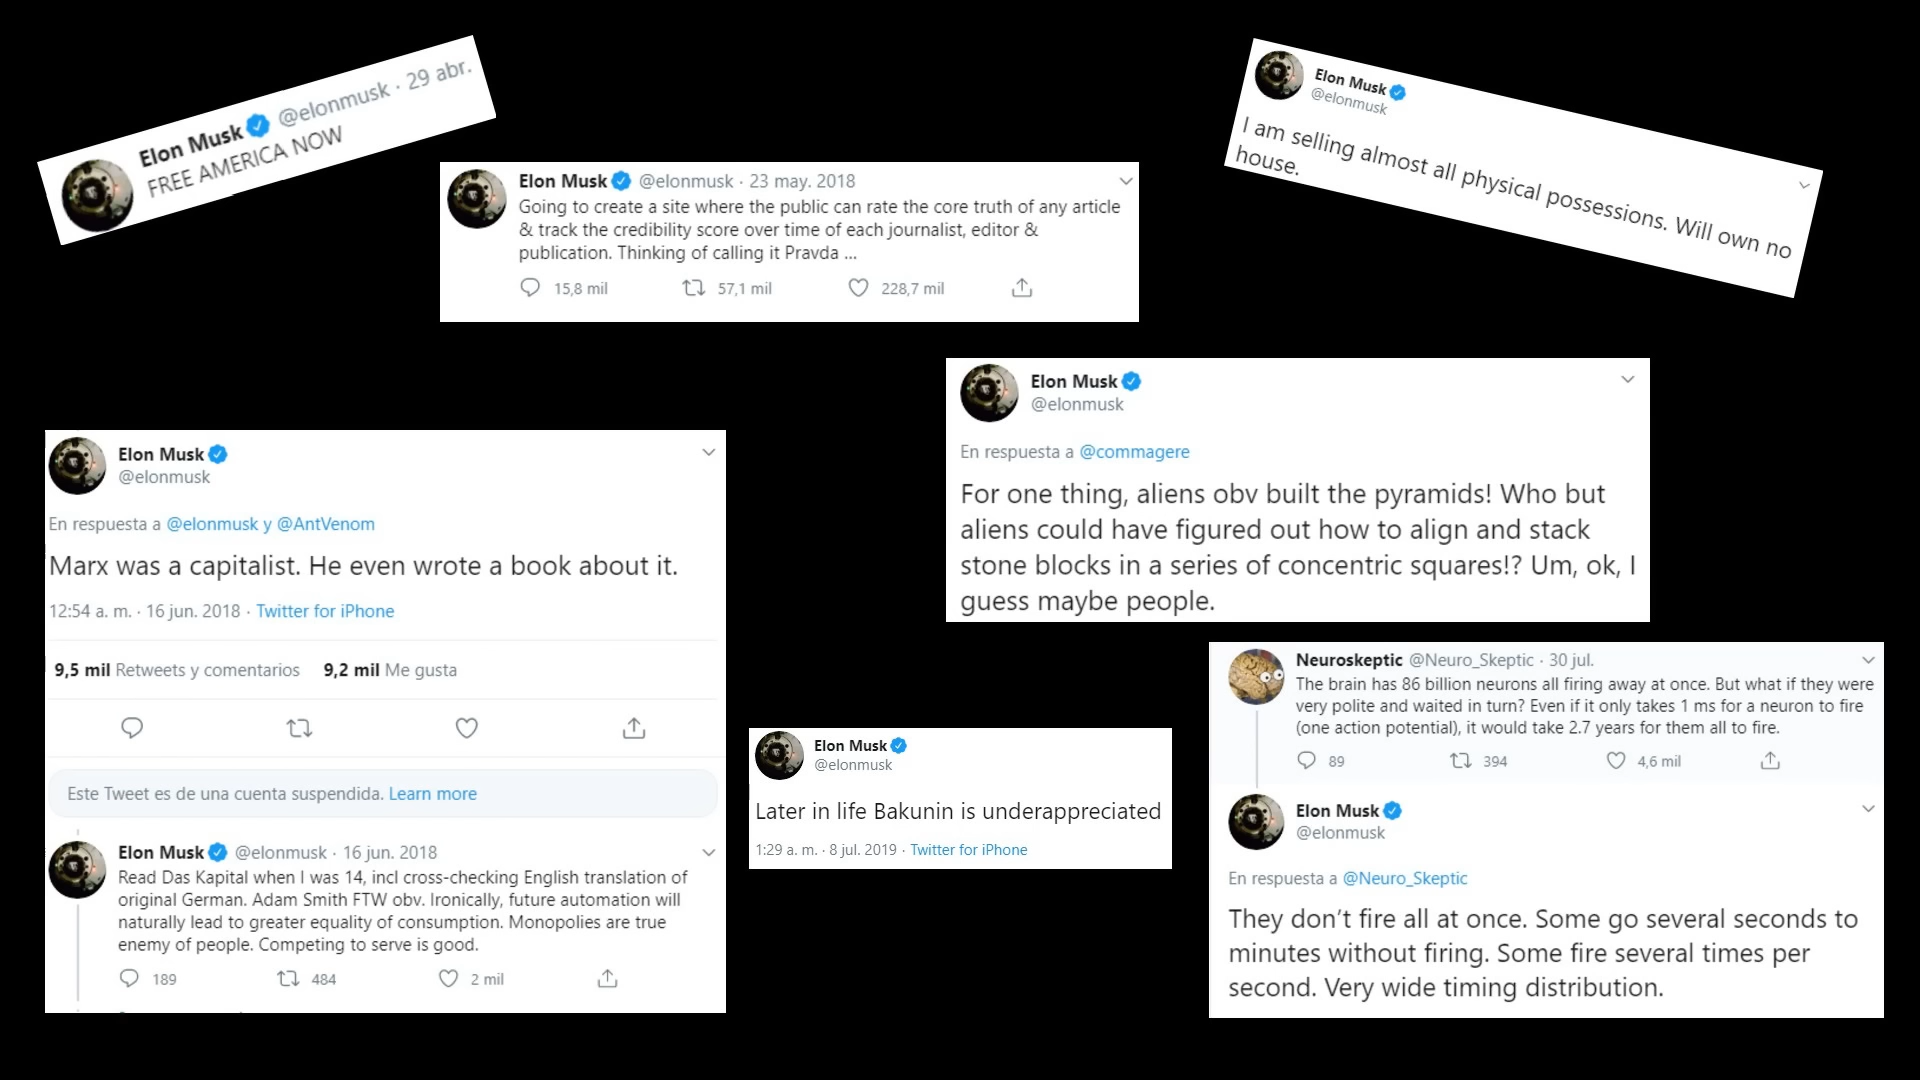 Elon Musk @elonmusk · 29 abr.
FREE AMERICA NOW
Elon Musk @elonmusk · 23 may. 2018
Going to create a site where the public can rate the core truth of any article
& track the credibility score over time of each journalist, editor &
publication. Thinking of calling it Pravda ...
15,8 mil 57,1 mil 228,7 mil
Elon Musk
@elonmusk
I am selling almost all physical possessions. Will own no
house.
Elon Musk
@elonmusk
En respuesta a @commagere
For one thing, aliens obv built the pyramids! Who but
aliens could have figured out how to align and stack
stone blocks in a series of concentric squares!? Um, ok, I
guess maybe people.
Elon Musk
@elonmusk
En respuesta a @elonmusk y @AntVenom
Marx was a capitalist. He even wrote a book about it.
12:54 a. m. · 16 jun. 2018 · Twitter for iPhone
9,5 mil Retweets y comentarios 9,2 mil Me gusta
Este Tweet es de una cuenta suspendida. Learn more
Elon Musk @elonmusk · 16 jun. 2018
Read Das Kapital when I was 14, incl cross-checking English translation of
original German. Adam Smith FTW obv. Ironically, future automation will
naturally lead to greater equality of consumption. Monopolies are true
enemy of people. Competing to serve is good.
189 484 2 mil
Elon Musk
@elonmusk
Later in life Bakunin is underappreciated
1:29 a. m. · 8 jul. 2019 · Twitter for iPhone
Neuroskeptic @Neuro_Skeptic · 30 jul.
The brain has 86 billion neurons all firing away at once. But what if they were
very polite and waited in turn? Even if it only takes 1 ms for a neuron to fire
(one action potential), it would take 2.7 years for them all to fire.
89 394 4,6 mil
Elon Musk
@elonmusk
En respuesta a @Neuro_Skeptic
They don't fire all at once. Some go several seconds to
minutes without firing. Some fire several times per
second. Very wide timing distribution.